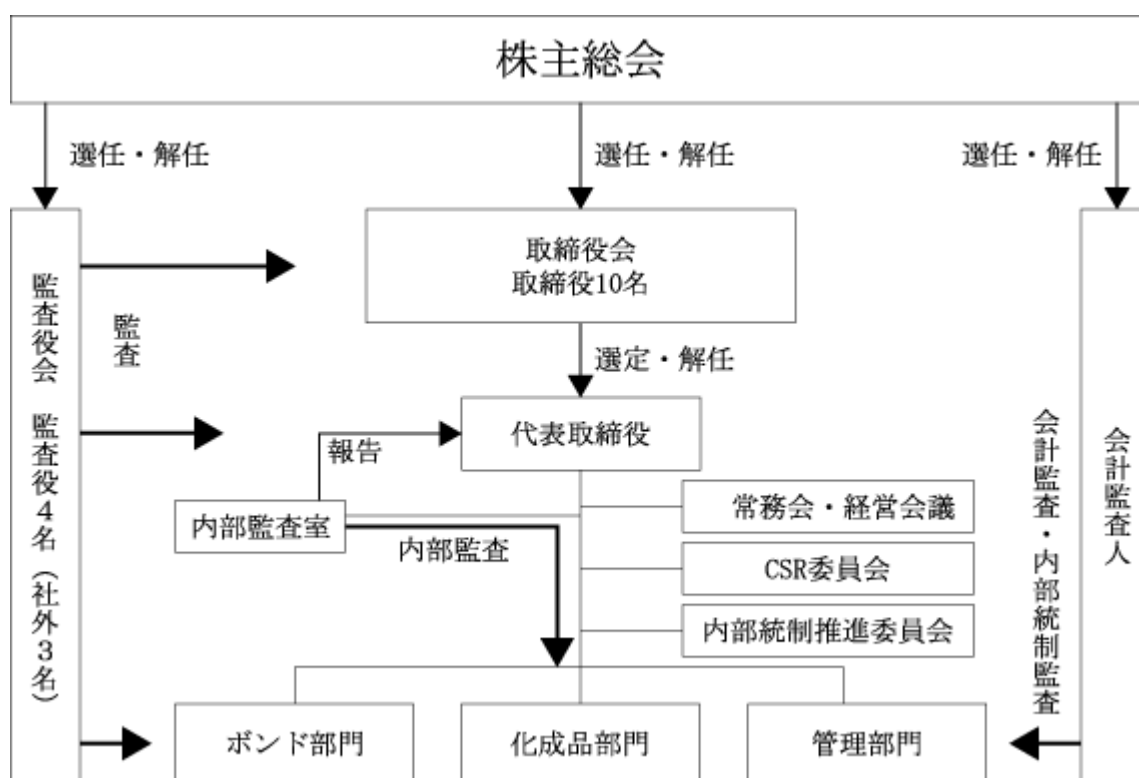 株主総会
選任・解任
選任・解任
選任・解任
取締役会
取締役10名
監査役会 監査役4名（社外3名）
監査
選定・解任
代表取締役
報告
内部監査室
内部監査
常務会・経営会議
CSR委員会
内部統制推進委員会
会計監査・内部統制監査
会計監査人
ボンド部門
化成品部門
管理部門